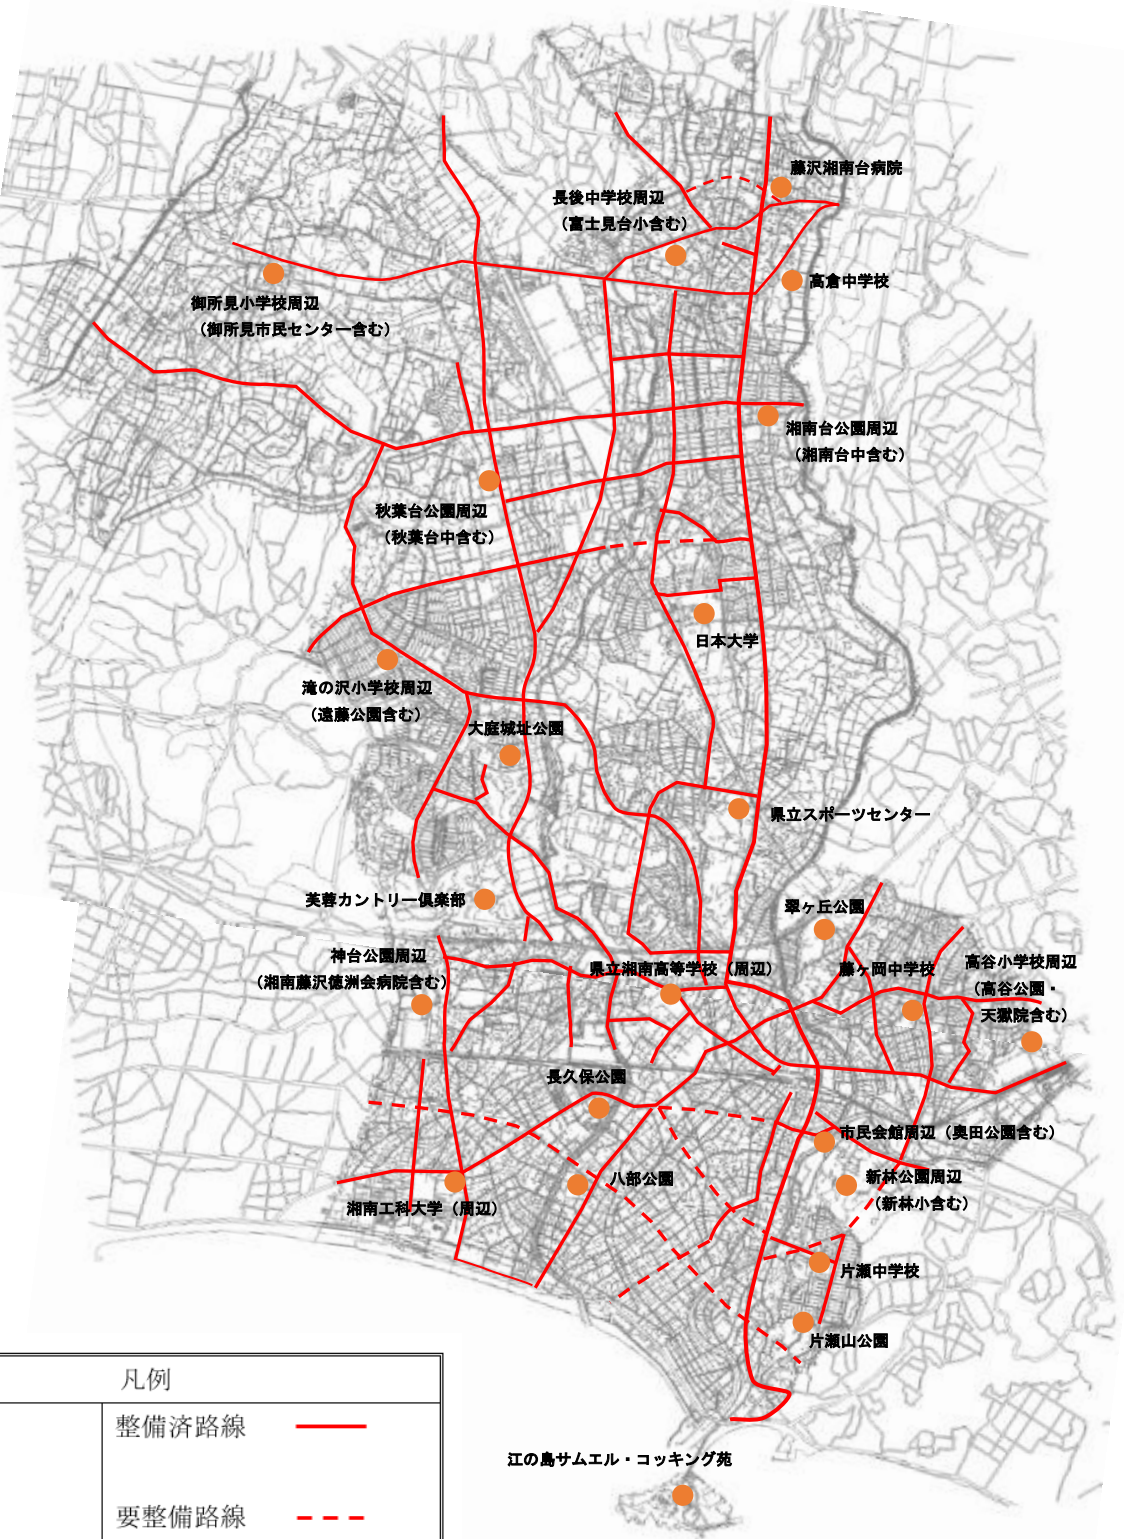 藤沢湘南台病院
長後中学校周辺
（富士見台小含む）
高倉中学校
御所見小学校周辺
（御所見市民センター含む）
湘南台公園周辺
（湘南台中含む）
秋葉台公園周辺
（秋葉台中含む）
日本大学
滝の沢小学校周辺
（遠藤公園含む）
大庭城址公園
県立スポーツセンター
芙蓉カントリー倶楽部
翠ヶ丘公園
神台公園周辺
（湘南藤沢徳洲会病院含む）
県立湘南高等学校（周辺）
藤ヶ岡中学校
高谷小学校周辺
（高谷公園・
天嶽院含む）
長久保公園
市民会館周辺（奥田公園含む）
八部公園
新林公園周辺
（新林小含む）
湘南工科大学（周辺）
片瀬中学校
片瀬山公園
江の島サムエル・コッキング苑
凡例
整備済路線
要整備路線